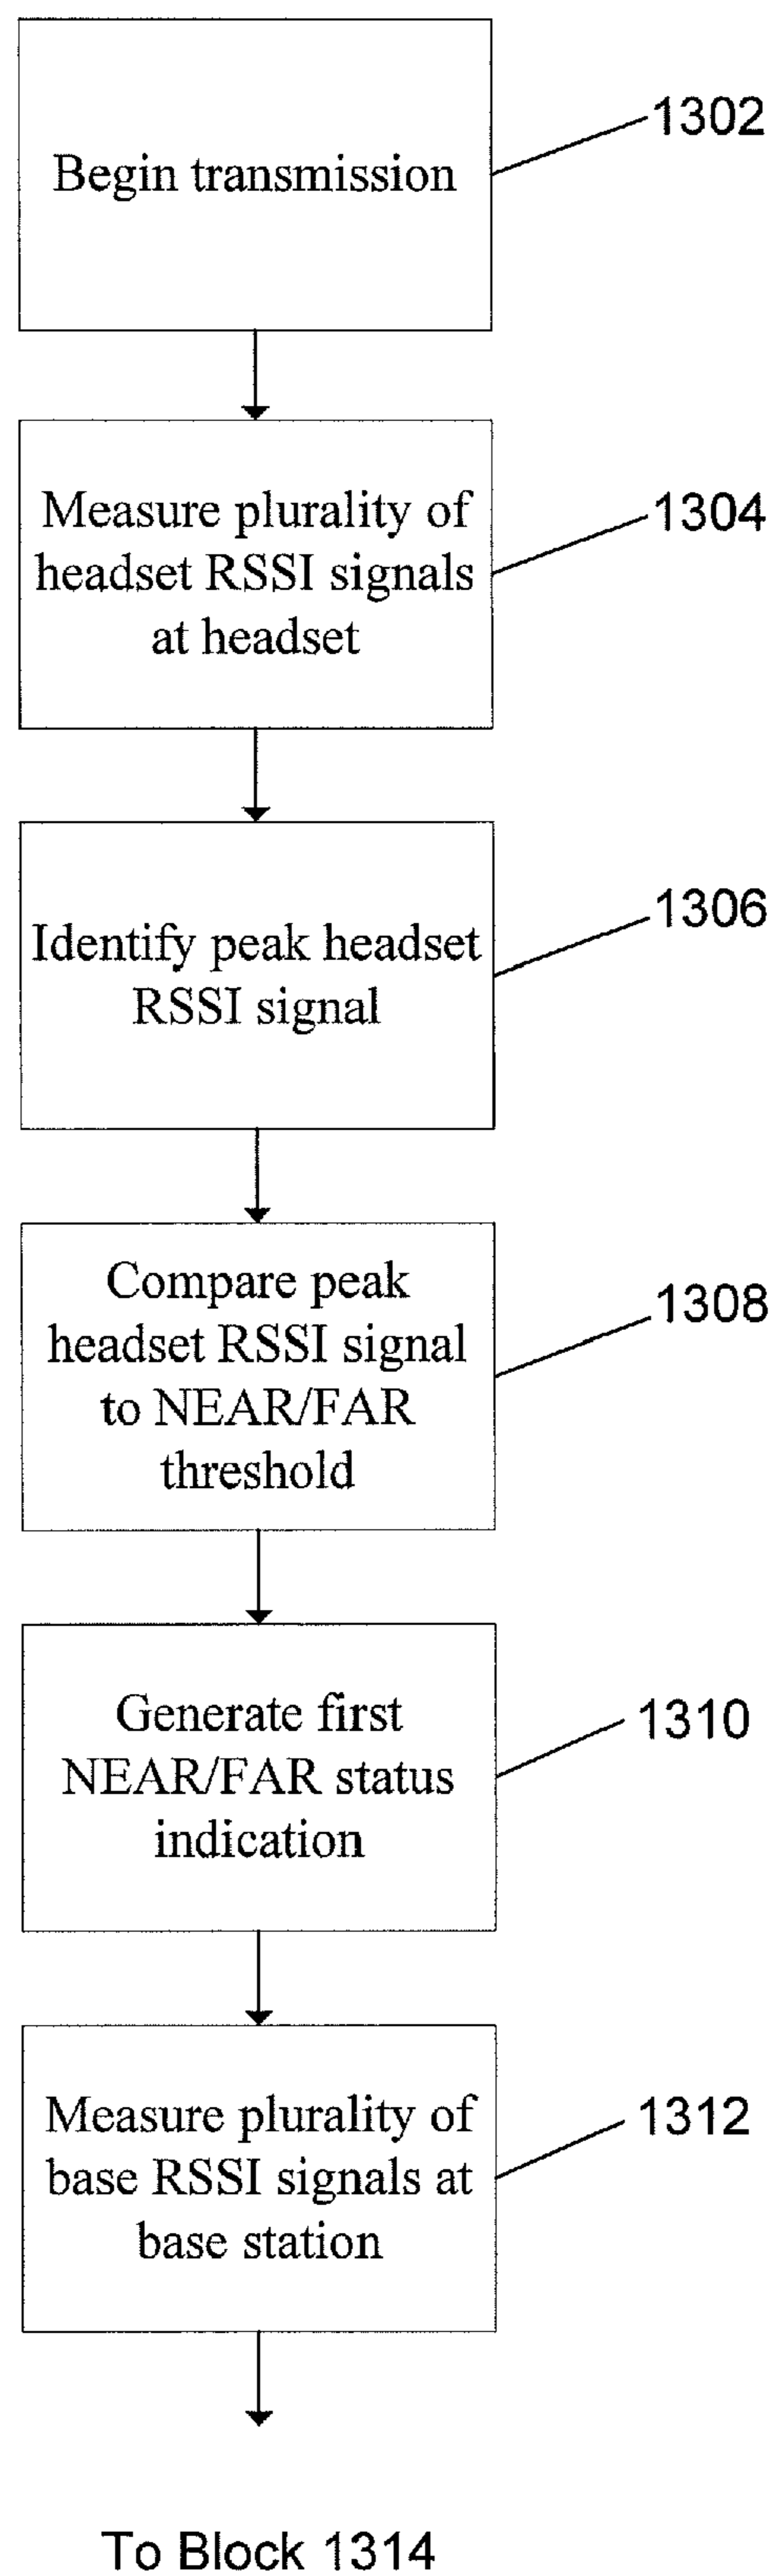 Begin transmission
1302
Measure plurality of
headset RSSI signals
at headset
1304
Identify peak headset
RSSI signal
1306
Compare peak
headset RSSI signal
to NEAR/FAR
threshold
1308
Generate first
NEAR/FAR status
indication
1310
Measure plurality of
base RSSI signals at
base station
1312
To Block 1314